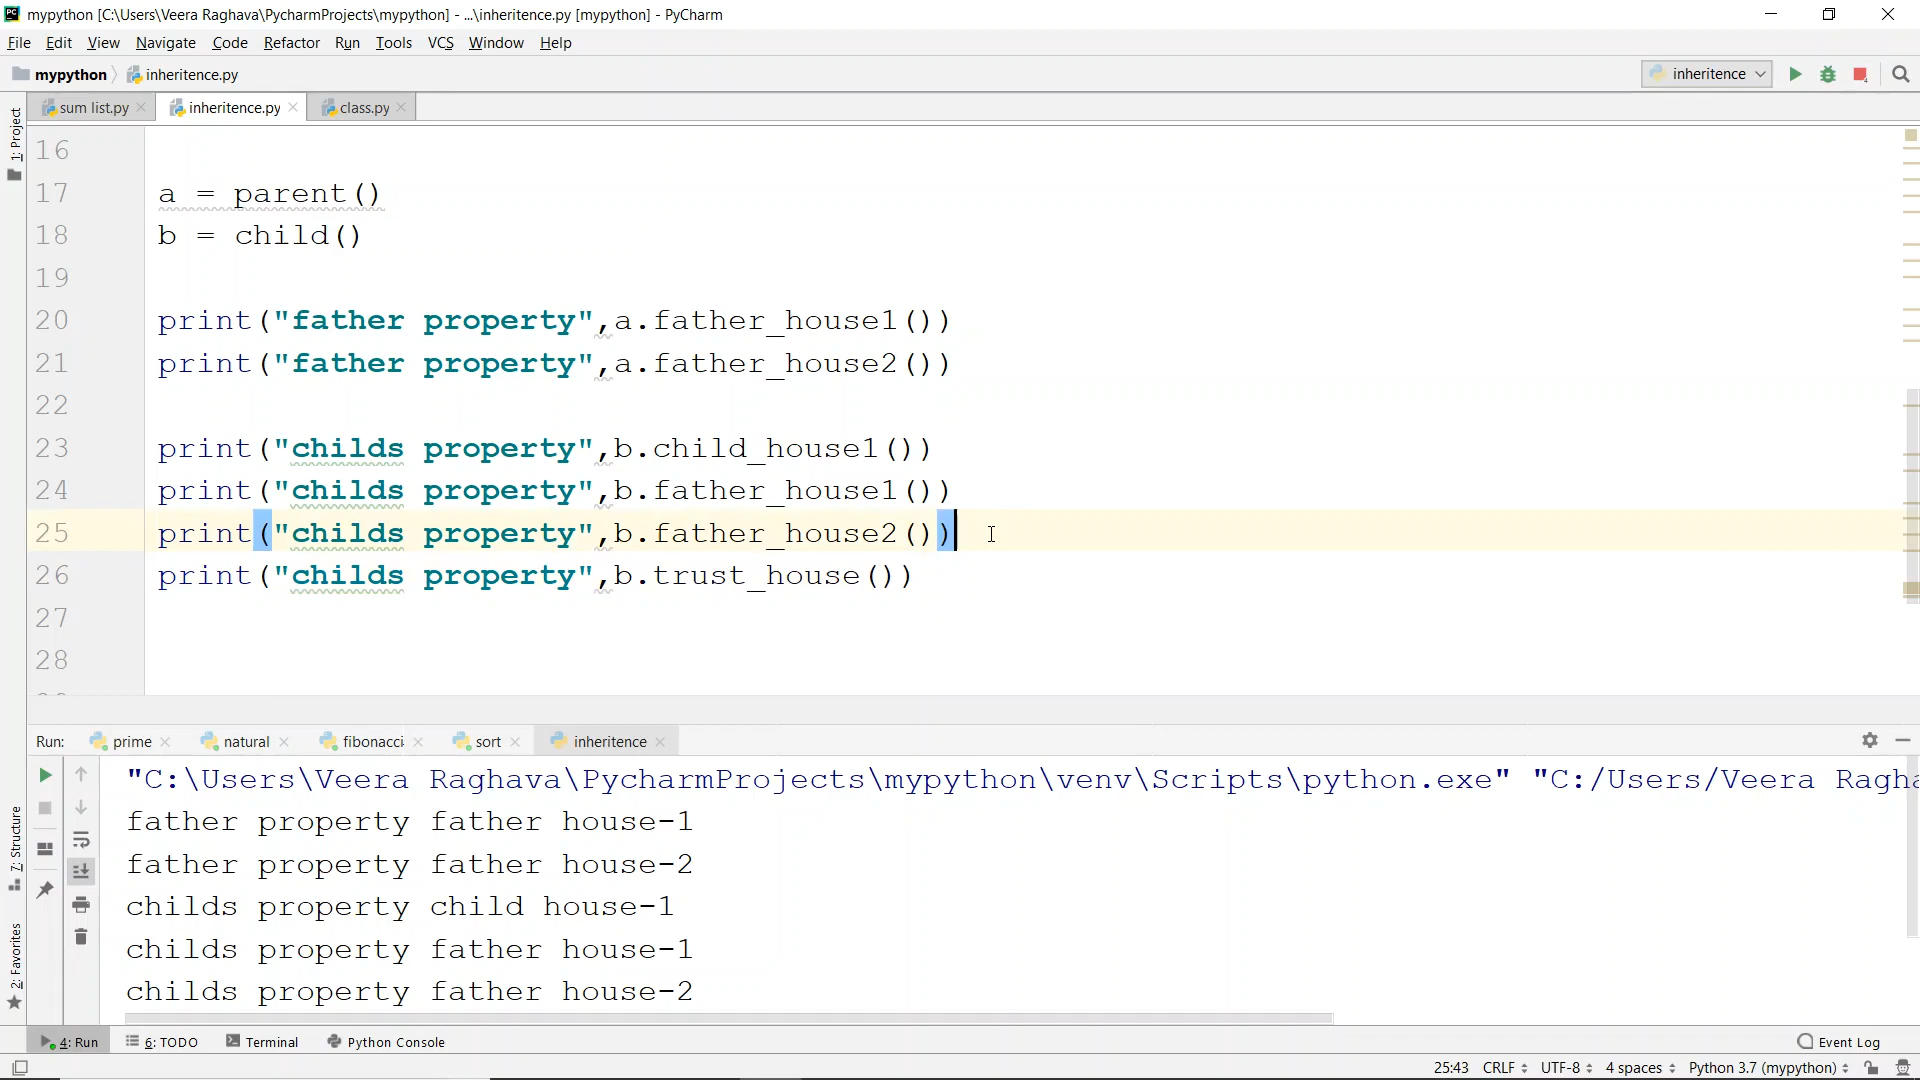 mypython [C:\Users\Veera Raghava\PycharmProjects\mypython] - ...\inheritence.py [mypython] - PyCharm
File Edit View Navigate Code Refactor Run Tools VCS Window Help
mypython inheritence.py inheritence
sum list.py inheritence.py class.py
1: Project
16
17 a = parent()
18 b = child()
19
20 print("father property",a.father_house1())
21 print("father property",a.father_house2())
22
23 print("childs property",b.child_house1())
24 print("childs property",b.father_house1())
25 print("childs property",b.father_house2())
26 print("childs property",b.trust_house())
27
28
Run: prime natural fibonacci sort inheritence
"C:\Users\Veera Raghava\PycharmProjects\mypython\venv\Scripts\python.exe" "C:/Users/Veera Ragha
father property father house-1
father property father house-2
childs property child house-1
childs property father house-1
childs property father house-2
7: Structure
2: Favorites
4: Run 6: TODO Terminal Python Console Event Log
25:43 CRLF UTF-8 4 spaces Python 3.7 (mypython)